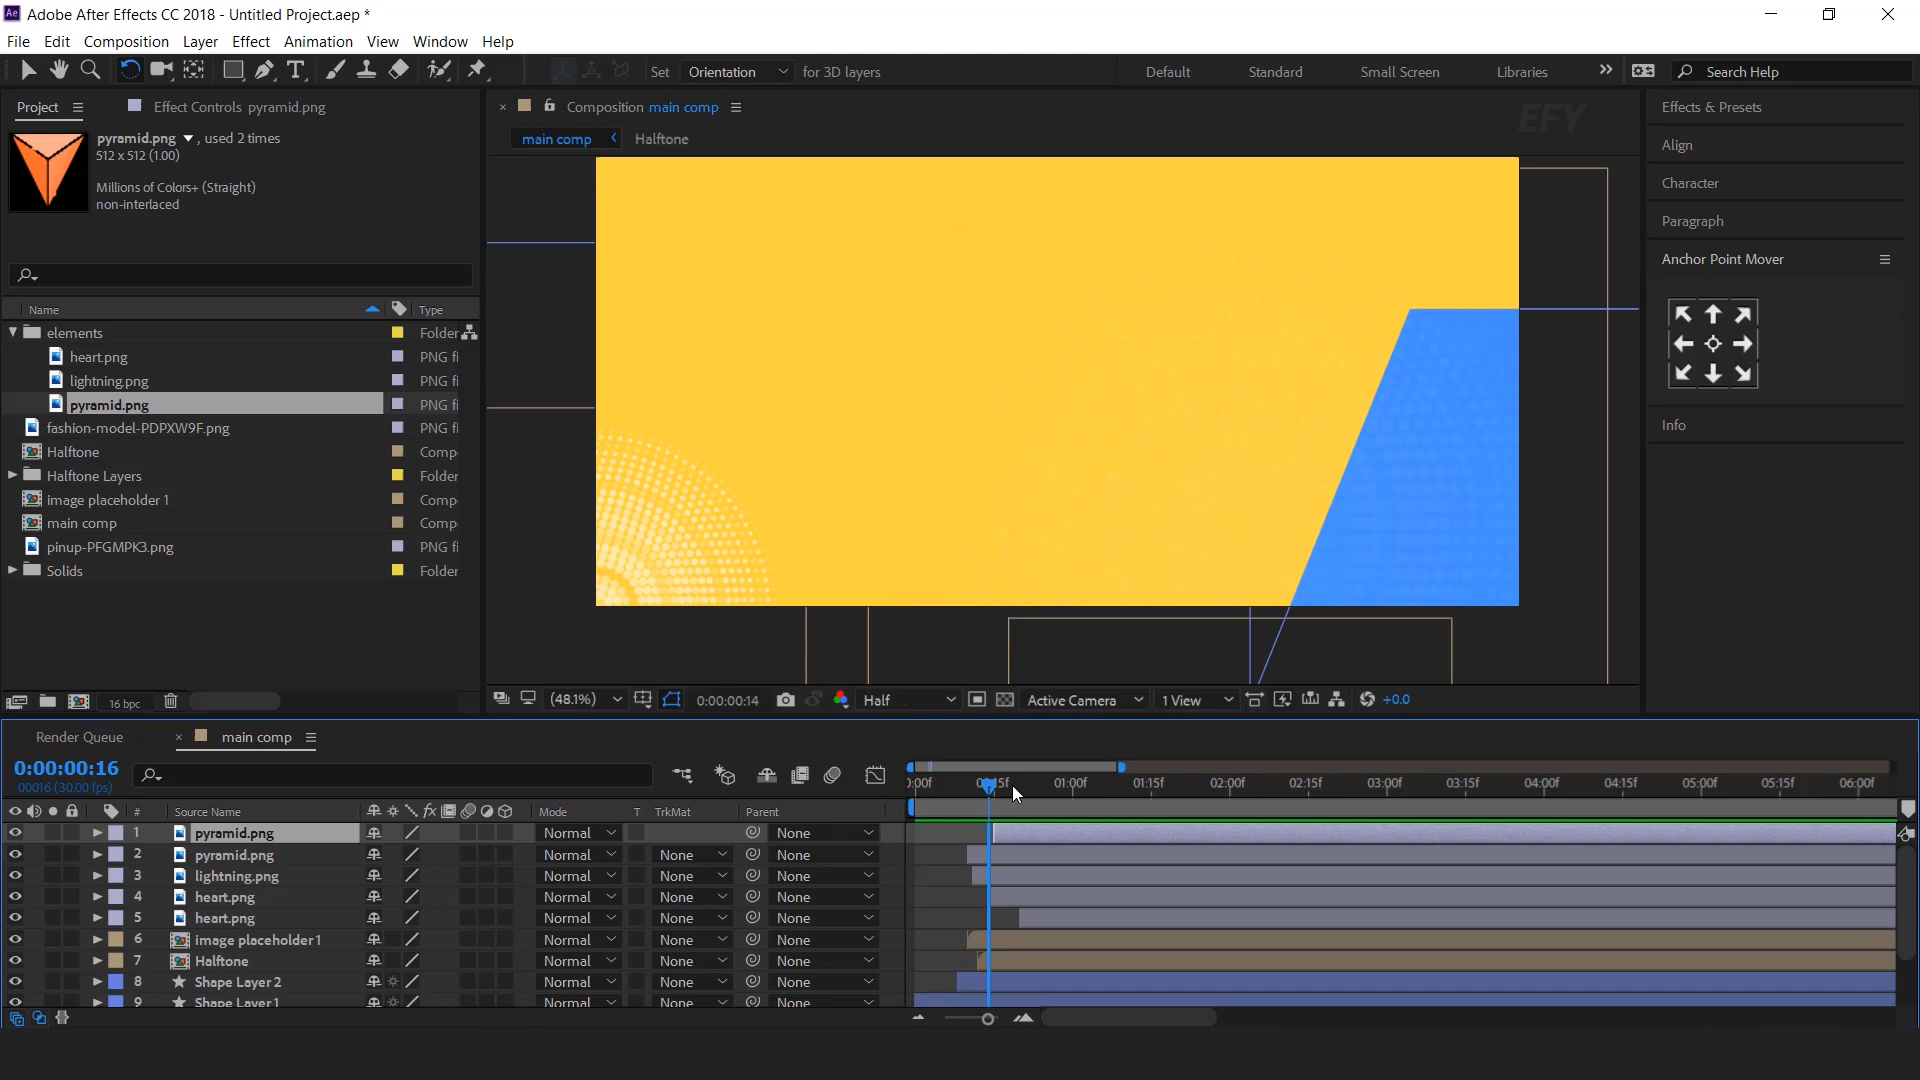 Adobe After Effects CC 2018 - Untitled Project.aep *
File Edit Composition Layer Effect Animation View Window Help
Set Orientation for 3D layers Default Standard Small Screen Libraries Search Help
Project Effect Controls pyramid.png
Composition main comp
EFY
main comp Halftone
pyramid.png , used 2 times
512 x 512 (1.00)
Millions of Colors+ (Straight)
non-interlaced
Effects & Presets
Align
Character
Paragraph
Anchor Point Mover
Info
Name Type
elements Folder
heart.png PNG fi
lightning.png PNG fi
pyramid.png PNG fi
fashion-model-PDPXW9F.png PNG fi
Halftone Comp
Halftone Layers Folder
image placeholder 1 Comp
main comp Comp
pinup-PFGMPK3.png PNG fi
Solids Folder
16 bpc
(48.1%) 0:00:00:14 Half Active Camera 1 View +0.0
Render Queue main comp
0:00:00:16
00016 (30.00 fps)
0:00f 0:15f 01:00f 01:15f 02:00f 02:15f 03:00f 03:15f 04:00f 04:15f 05:00f 05:15f 06:00f
# Source Name fx Mode T TrkMat Parent
1 pyramid.png Normal None
2 pyramid.png Normal None None
3 lightning.png Normal None None
4 heart.png Normal None None
5 heart.png Normal None None
6 image placeholder 1 Normal None None
7 Halftone Normal None None
8 Shape Layer 2 Normal None None
9 Shape Layer 1 Normal None None